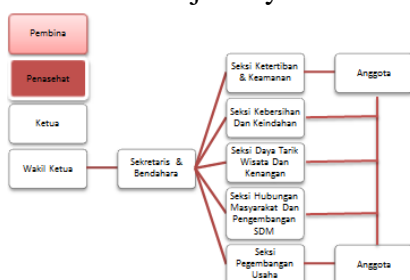 Pembina
Penasehat
Ketua
Wakil Ketua
Sekretaris &
Bendahara
Seksi Ketertiban
& Keamanan
Seksi Kebersihan
Dan Keindahan
Seksi Daya Tarik
Wisata Dan
Kenangan
Seksi Hubungan
Masyarakat Dan
Pengembangan
SDM
Seksi
Pegembangan
Usaha
Anggota
Anggota